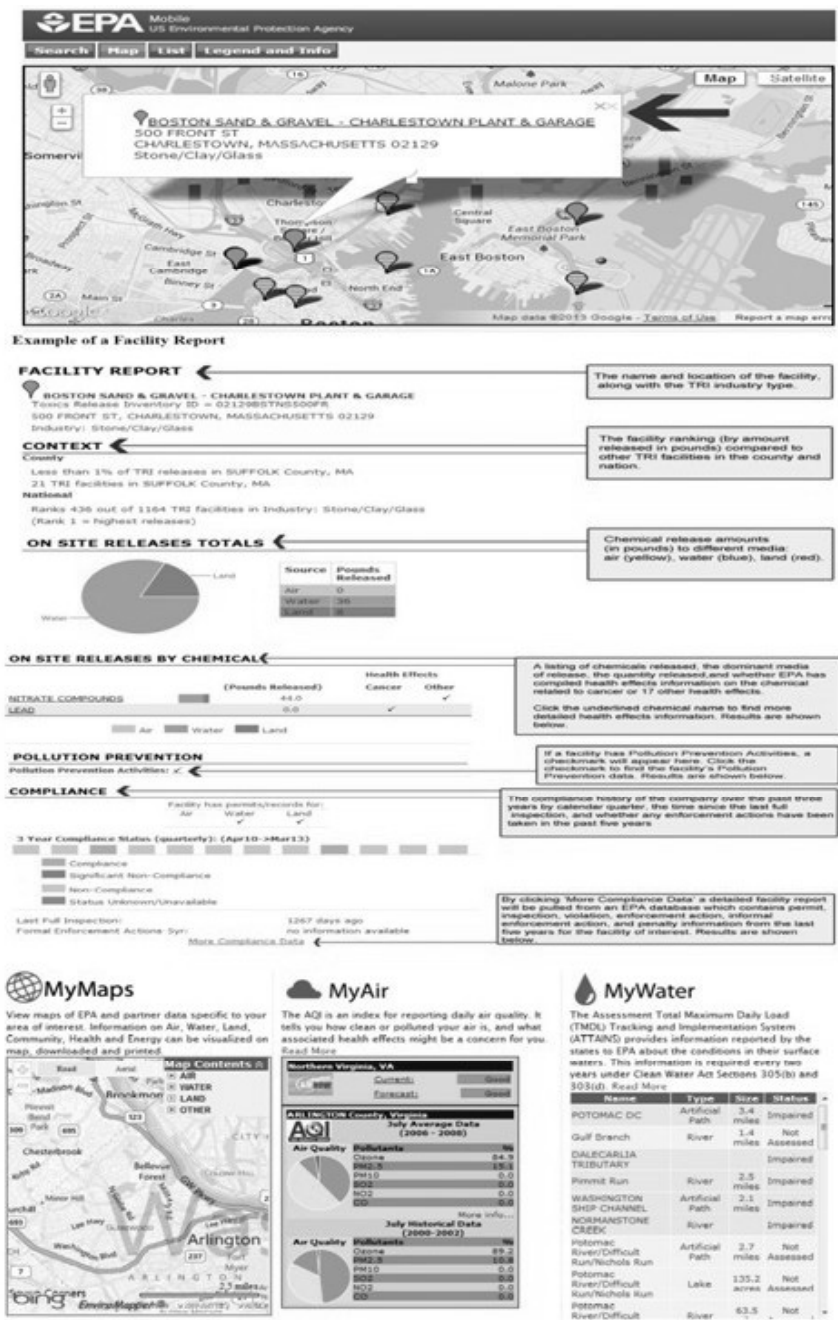 EPA Mobile
US Environmental Protection Agency
Search Map List Legend and Info
Malone Park
Map Satellite
BOSTON SAND & GRAVEL - CHARLESTOWN PLANT & GARAGE
500 FRONT ST
CHARLESTOWN, MASSACHUSETTS 02129
Stone/Clay/Glass
Central
Square
East Boston
Memorial Park
Cambridge St
East
Cambridge
Binney St
East Boston
North End
Main St
Boston
Map data ©2013 Google - Terms of Use Report a map erro
Example of a Facility Report
FACILITY REPORT
The name and location of the facility,
along with the TRI industry type.
BOSTON SAND & GRAVEL - CHARLESTOWN PLANT & GARAGE
Toxics Release Inventory ID = 02129BSTNS500FR
500 FRONT ST, CHARLESTOWN, MASSACHUSETTS 02129
Industry: Stone/Clay/Glass
CONTEXT
The facility ranking (by amount
released in pounds) compared to
other TRI facilities in the county and
nation.
County
Less than 1% of TRI releases in SUFFOLK County, MA
21 TRI facilities in SUFFOLK County, MA
National
Ranks 436 out of 1164 TRI facilities in Industry: Stone/Clay/Glass
(Rank 1 = highest releases)
ON SITE RELEASES TOTALS
Chemical release amounts
(in pounds) to different media:
air (yellow), water (blue), land (red).
Land
Water
Source Pounds Released
Air 0
Water 36
Land 8
ON SITE RELEASES BY CHEMICAL
A listing of chemicals released, the dominant media
of release, the quantity released,and whether EPA has
compiled health effects information on the chemical
related to cancer or 17 other health effects.
Click the underlined chemical name to find more
detailed health effects information. Results are shown
below.
Health Effects
(Pounds Released) Cancer Other
NITRATE COMPOUNDS 44.0 ✓
LEAD 0.0 ✓
Air Water Land
POLLUTION PREVENTION
Pollution Prevention Activities: ✓
If a facility has Pollution Prevention Activities, a
checkmark will appear here. Click the
checkmark to find the facility's Pollution
Prevention data. Results are shown below.
COMPLIANCE
The compliance history of the company over the past three
years by calendar quarter, the time since the last full
inspection, and whether any enforcement actions have been
taken in the past five years
Facility has permits/records for:
Air Water Land
✓ ✓
3 Year Compliance Status (quarterly): (Apr10->Mar13)
Compliance
Significant Non-Compliance
Non-Compliance
Status Unknown/Unavailable
By clicking 'More Compliance Data' a detailed facility report
will be pulled from an EPA database which contains permit,
inspection, violation, enforcement action, informal
enforcement action, and penalty information from the last
five years for the facility of interest. Results are shown
below.
Last Full Inspection: 1267 days ago
Formal Enforcement Actions 5yr: no information available
More Compliance Data
MyMaps
View maps of EPA and partner data specific to your
area of interest. Information on Air, Water, Land,
Community, Health and Energy can be visualized on
map, downloaded and printed.
Road Aerial
Map Contents
AIR
WATER
LAND
OTHER
Brookmon
Chesterbrook
Bellevue
Forest
Minor Hill
Lee Hwy
Arlington
Fort
Myer
ARLINGTON
2.5 miles
bing
MyAir
The AQI is an index for reporting daily air quality. It
tells you how clean or polluted your air is, and what
associated health effects might be a concern for you.
Read More
Northern Virginia, VA
Current: Good
Forecast: Good
ARLINGTON County, Virginia
AQI
July Average Data
(2006 - 2008)
Air Quality Pollutants %
Ozone 84.9
PM2.5 15.1
PM10 0.0
SO2 0.0
NO2 0.0
CO 0.0
More info...
July Historical Data
(2000-2002)
Air Quality Pollutants %
Ozone 89.2
PM2.5 10.8
PM10 0.0
SO2 0.0
NO2 0.0
CO 0.0
MyWater
The Assessment Total Maximum Daily Load
(TMDL) Tracking and Implementation System
(ATTAINS) provides information reported by the
states to EPA about the conditions in their surface
waters. This information is required every two
years under Clean Water Act Sections 305(b) and
303(d). Read More
Name Type Size Status
POTOMAC DC Artificial Path 3.4 miles Impaired
Gulf Branch River 1.4 miles Not Assessed
DALECARLIA TRIBUTARY Impaired
Pimmit Run River 2.5 miles Impaired
WASHINGTON SHIP CHANNEL Artificial Path 2.1 miles Impaired
NORMANSTONE CREEK River Impaired
Potomac River/Difficult Run/Nichols Run Artificial Path 2.7 miles Not Assessed
Potomac River/Difficult Run/Nichols Run Lake 135.2 acres Not Assessed
Potomac River/Difficult River 63.5 Not